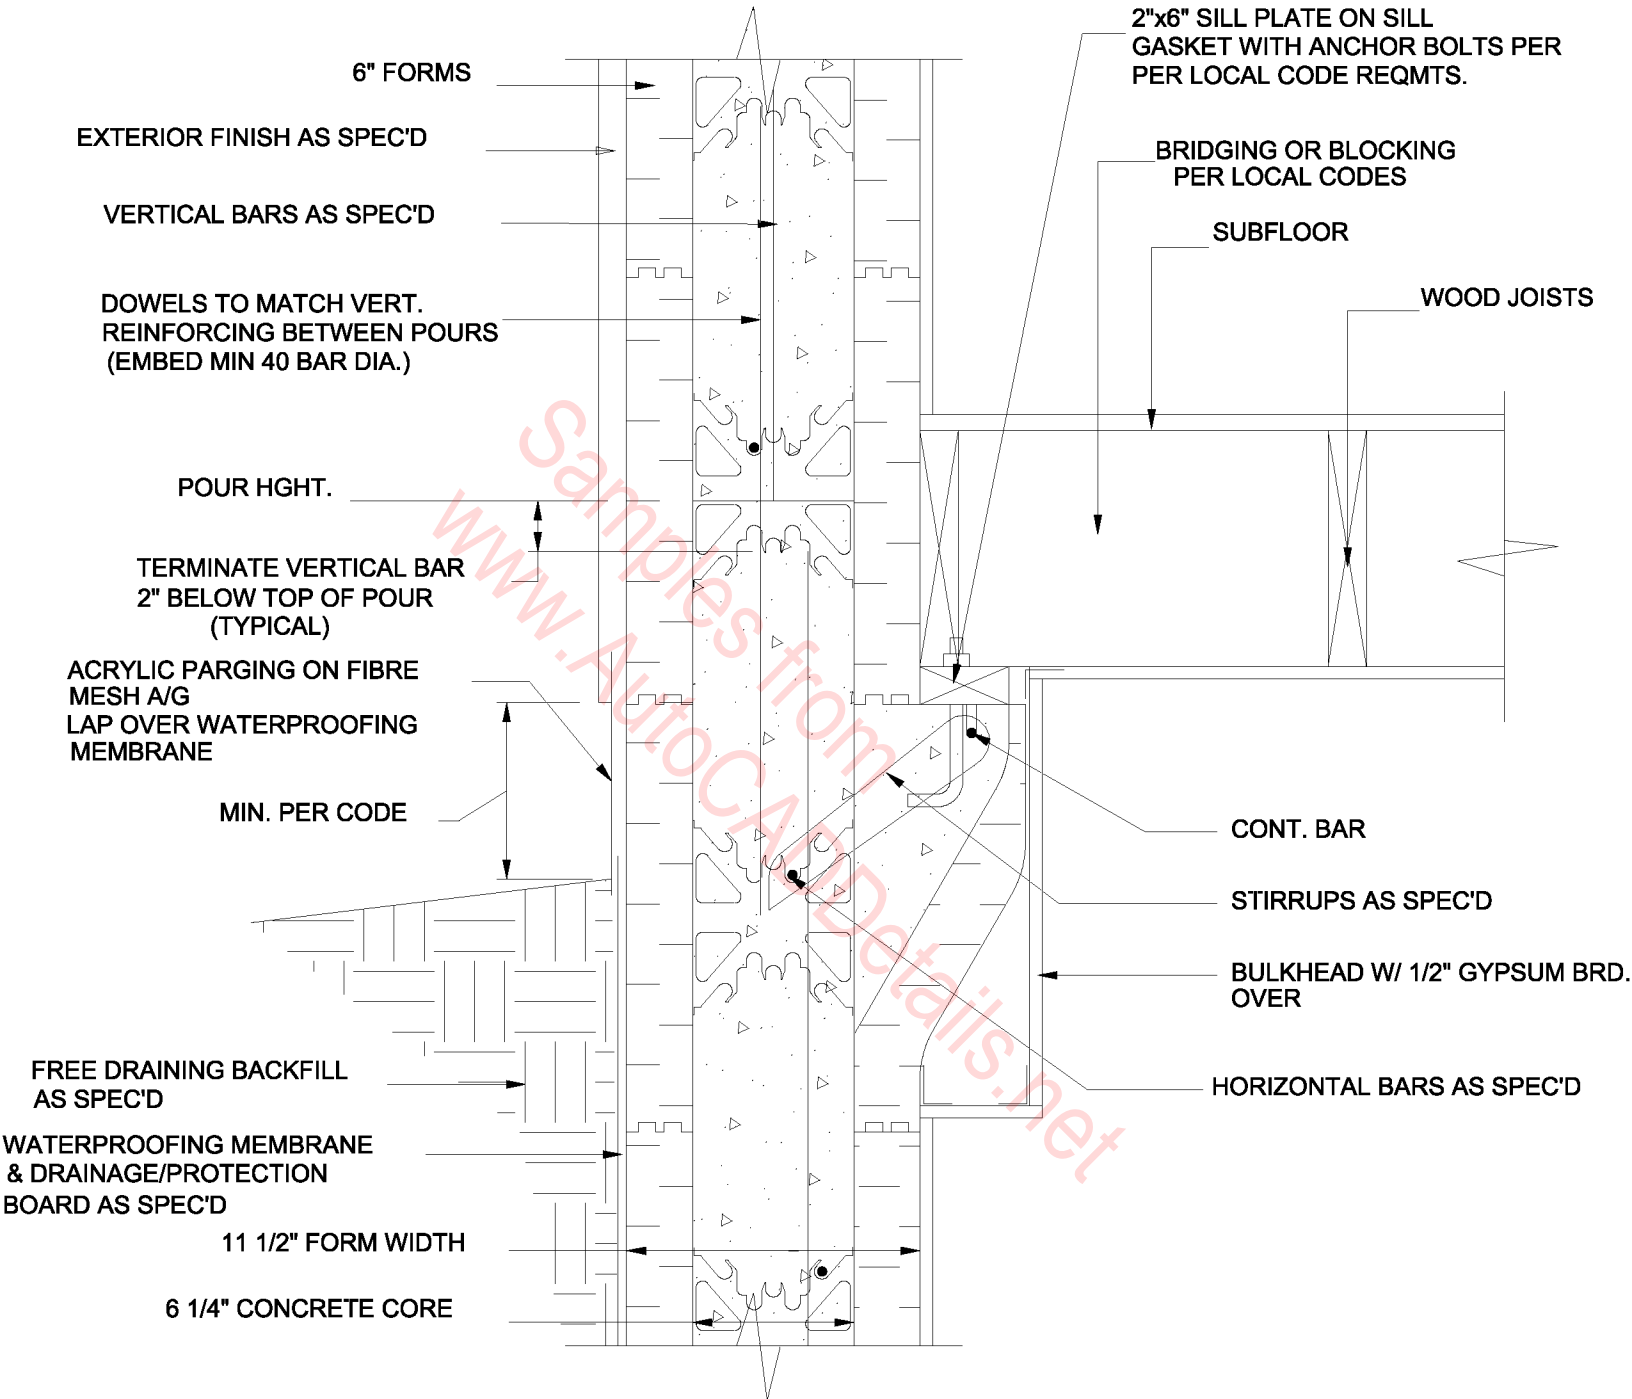 2"x6" SILL PLATE ON SILL
GASKET WITH ANCHOR BOLTS PER
PER LOCAL CODE REQMTS.
6" FORMS
EXTERIOR FINISH AS SPEC'D
BRIDGING OR BLOCKING
PER LOCAL CODES
VERTICAL BARS AS SPEC'D
SUBFLOOR
DOWELS TO MATCH VERT.
REINFORCING BETWEEN POURS
(EMBED MIN 40 BAR DIA.)
WOOD JOISTS
POUR HGHT.
TERMINATE VERTICAL BAR
2" BELOW TOP OF POUR
(TYPICAL)
ACRYLIC PARGING ON FIBRE
MESH A/G
LAP OVER WATERPROOFING
MEMBRANE
MIN. PER CODE
CONT. BAR
STIRRUPS AS SPEC'D
BULKHEAD W/ 1/2" GYPSUM BRD.
OVER
FREE DRAINING BACKFILL
AS SPEC'D
HORIZONTAL BARS AS SPEC'D
WATERPROOFING MEMBRANE
& DRAINAGE/PROTECTION
BOARD AS SPEC'D
11 1/2" FORM WIDTH
6 1/4" CONCRETE CORE
Samples from
www.AutoCADDetails.net